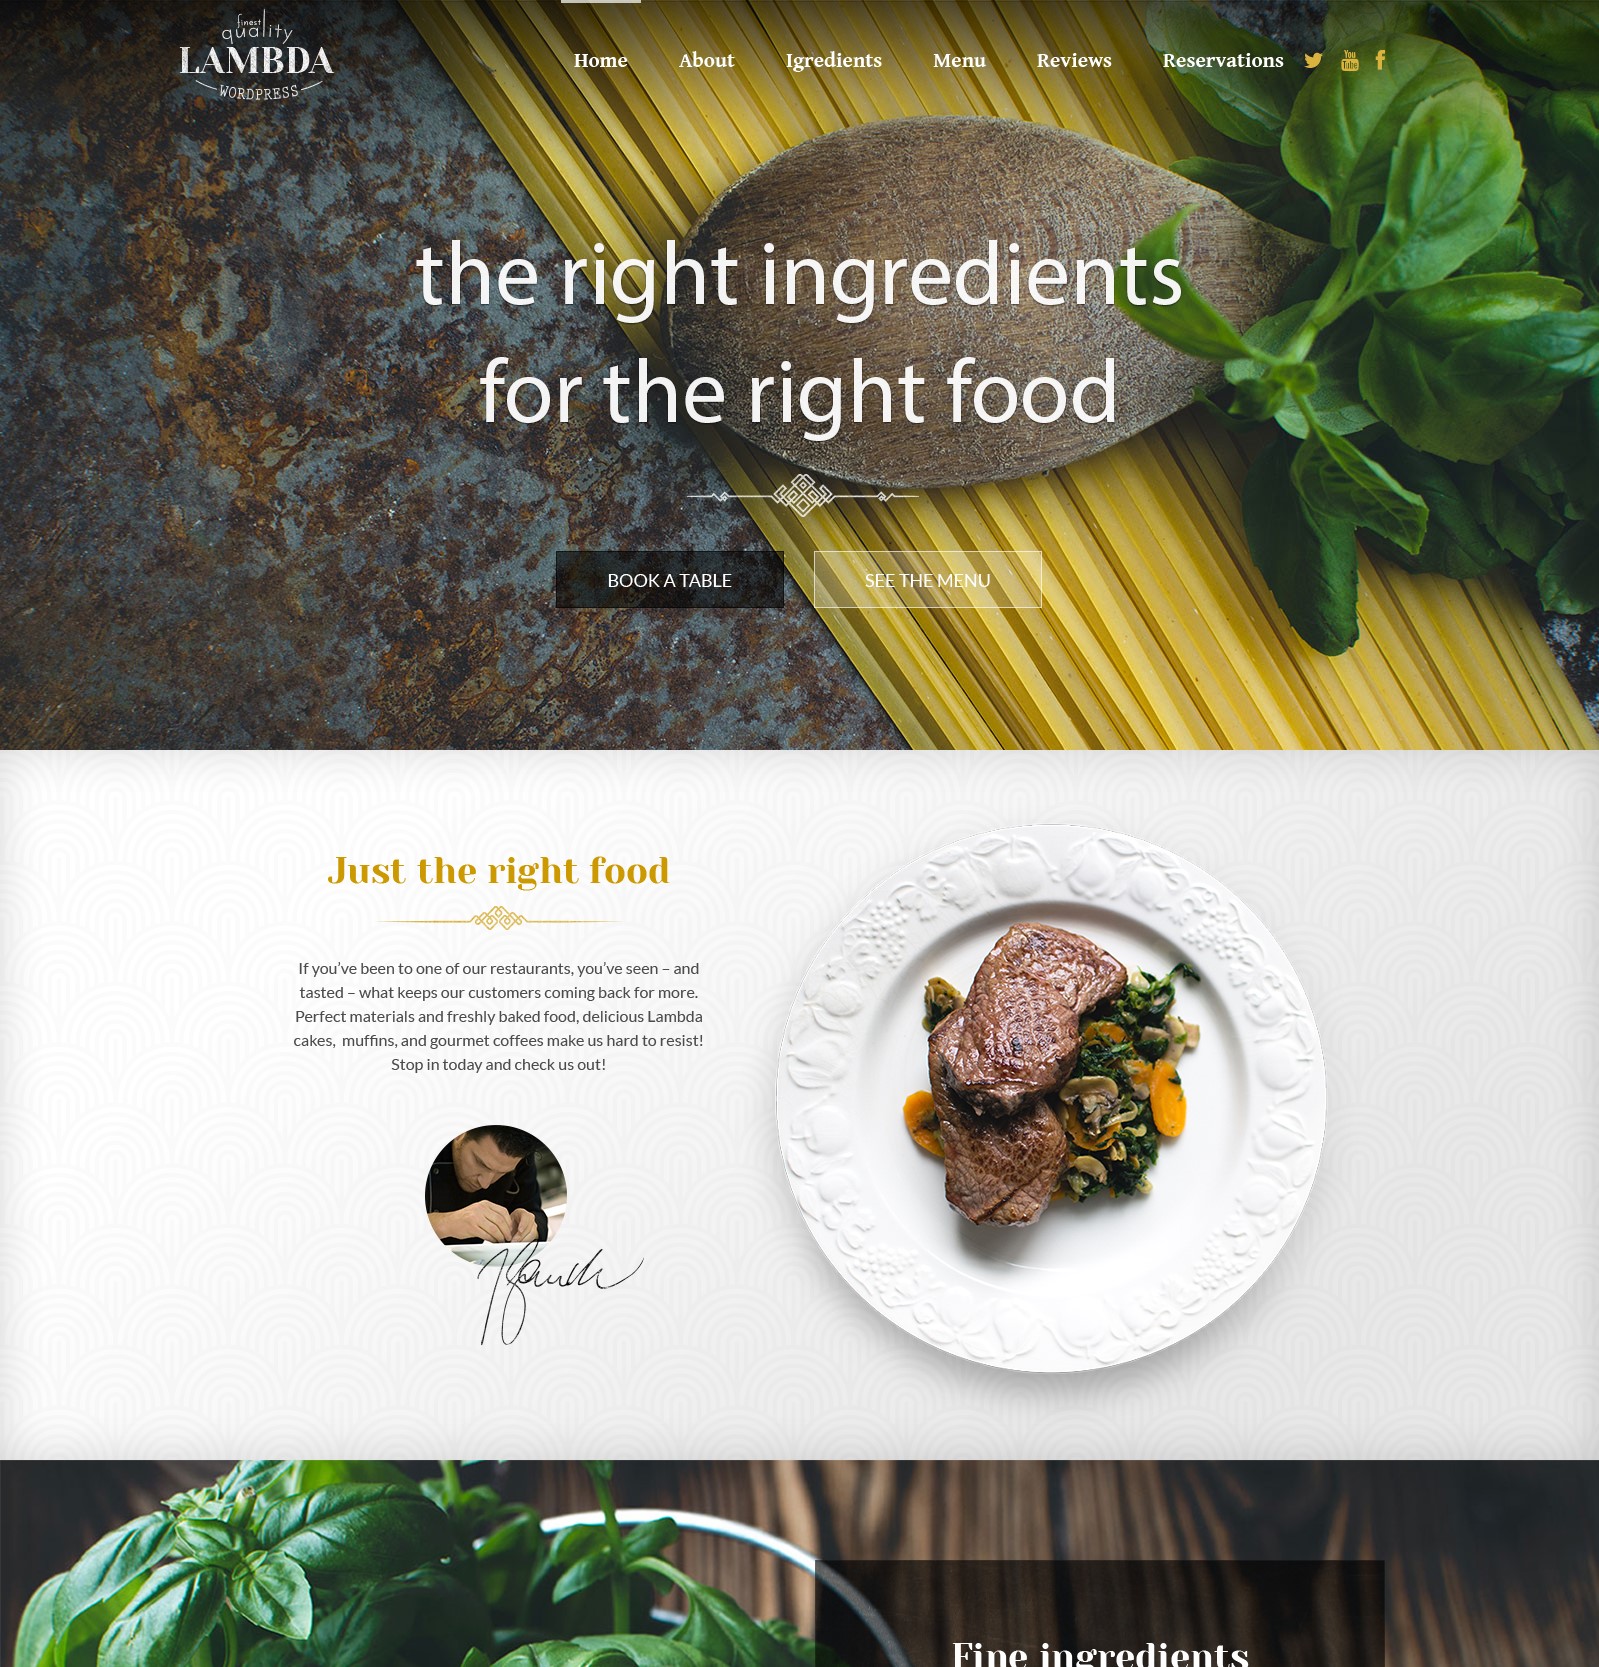 finest
quality
LAMBDA
WORDPRESS
Home About Igredients Menu Reviews Reservations
You
Tube
the right ingredients
for the right food
BOOK A TABLE SEE THE MENU
Just the right food
If you’ve been to one of our restaurants, you’ve seen – and
tasted – what keeps our customers coming back for more.
Perfect materials and freshly baked food, delicious Lambda
cakes, muffins, and gourmet coffees make us hard to resist!
Stop in today and check us out!
Fine ingredients